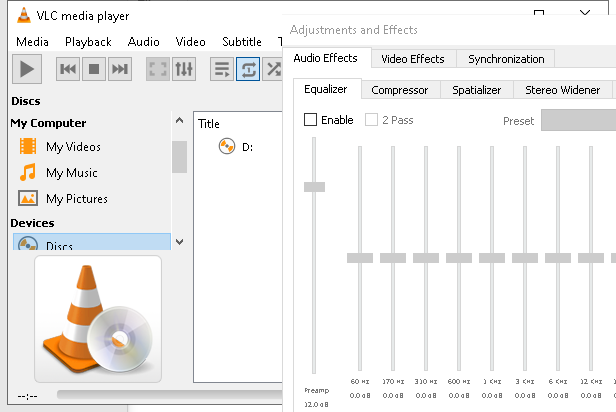 VLC media player
Media Playback Audio Video Subtitle
Discs
My Computer
My Videos
My Music
My Pictures
Devices
Discs
Title
D:
--:--
Adjustments and Effects
Audio Effects Video Effects Synchronization
Equalizer Compressor Spatializer Stereo Widener
Enable 2 Pass Preset
60 Hz 170 Hz 310 Hz 600 Hz 1 KHz 3 KHz 6 KHz 12 KHz
Preamp 0.0 dB 0.0 dB 0.0 dB 0.0 dB 0.0 dB 0.0 dB 0.0 dB 0.0 dB
12.0 dB